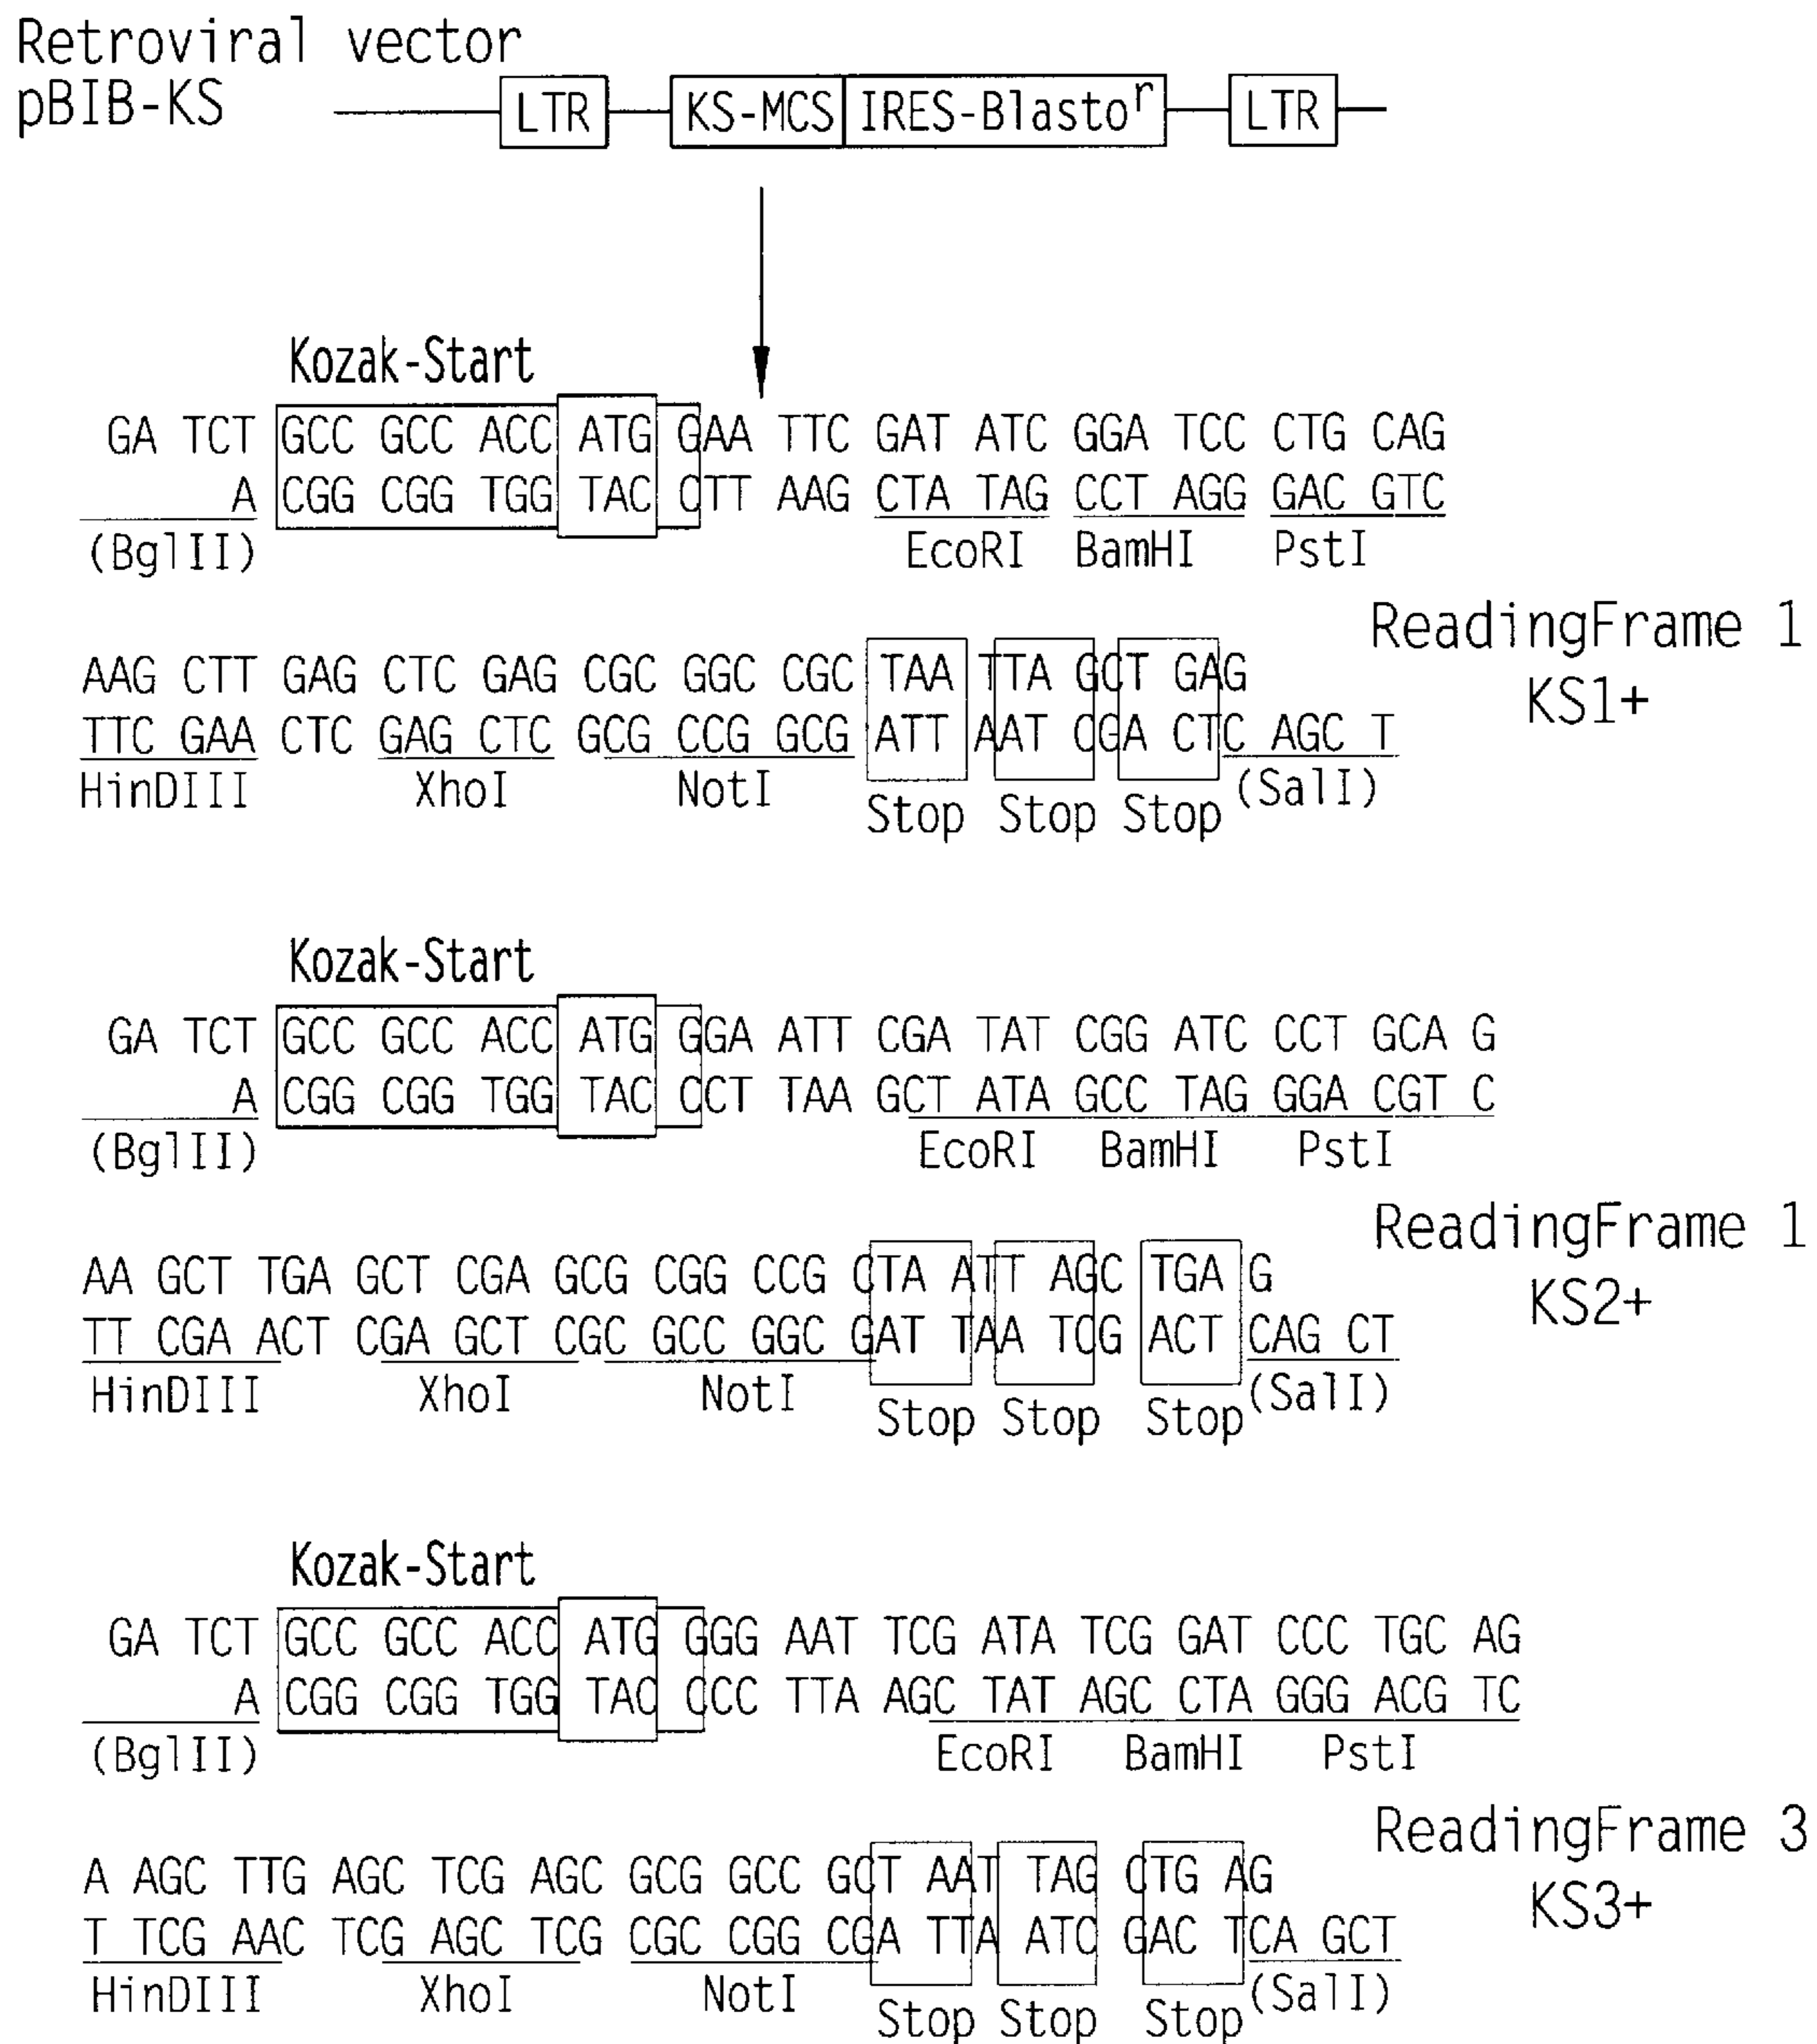 Retroviral vector
pBIB-KS
LTR KS-MCS IRES-Blastoʳ LTR
Kozak-Start
GA TCT GCC GCC ACC ATG GAA TTC GAT ATC GGA TCC CTG CAG
A CGG CGG TGG TAC CTT AAG CTA TAG CCT AGG GAC GTC
(BglII) EcoRI BamHI PstI
ReadingFrame 1
KS1+
AAG CTT GAG CTC GAG CGC GGC CGC TAA TTA GCT GAG
TTC GAA CTC GAG CTC GCG CCG GCG ATT AAT CGA CTC AGC T
HinDIII XhoI NotI Stop Stop Stop (SalI)
Kozak-Start
GA TCT GCC GCC ACC ATG GGA ATT CGA TAT CGG ATC CCT GCA G
A CGG CGG TGG TAC CCT TAA GCT ATA GCC TAG GGA CGT C
(BglII) EcoRI BamHI PstI
ReadingFrame 1
KS2+
AA GCT TGA GCT CGA GCG CGG CCG CTA ATT AGC TGA G
TT CGA ACT CGA GCT CGC GCC GGC GAT TAA TCG ACT CAG CT
HinDIII XhoI NotI Stop Stop Stop (SalI)
Kozak-Start
GA TCT GCC GCC ACC ATG GGG AAT TCG ATA TCG GAT CCC TGC AG
A CGG CGG TGG TAC CCC TTA AGC TAT AGC CTA GGG ACG TC
(BglII) EcoRI BamHI PstI
ReadingFrame 3
KS3+
A AGC TTG AGC TCG AGC GCG GCC GCT AAT TAG CTG AG
T TCG AAC TCG AGC TCG CGC CGG CGA TTA ATC GAC TCA GCT
HinDIII XhoI NotI Stop Stop Stop (SalI)